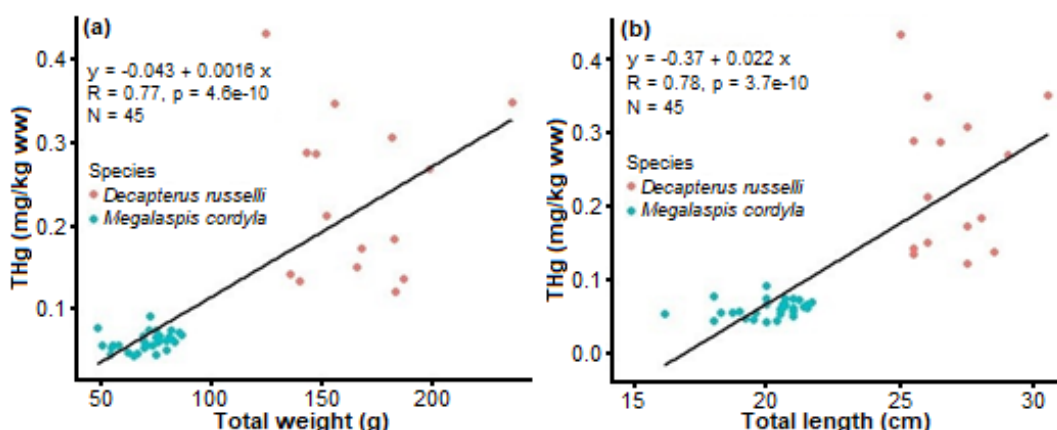 (a)
y = -0.043 + 0.0016 x
R = 0.77, p = 4.6e-10
N = 45
Species
Decapterus russelli
Megalaspis cordyla
THg (mg/kg ww)
0.4
0.3
0.2
0.1
50 100 150 200
Total weight (g)
(b)
y = -0.37 + 0.022 x
R = 0.78, p = 3.7e-10
N = 45
Species
Decapterus russelli
Megalaspis cordyla
THg (mg/kg ww)
0.4
0.3
0.2
0.1
0.0
15 20 25 30
Total length (cm)